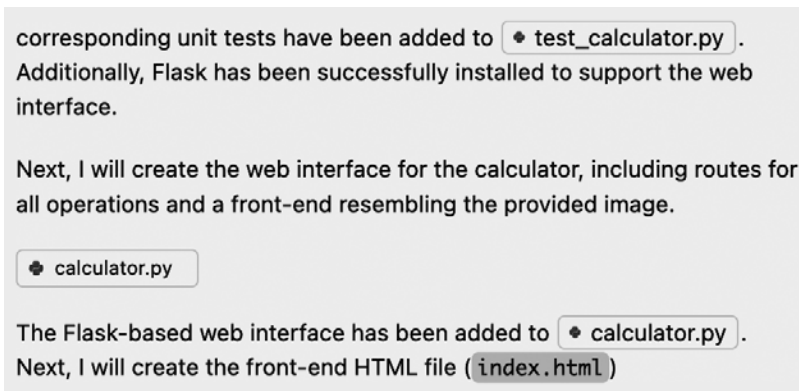 corresponding unit tests have been added to test_calculator.py.
Additionally, Flask has been successfully installed to support the web
interface.
Next, I will create the web interface for the calculator, including routes for
all operations and a front-end resembling the provided image.
calculator.py
The Flask-based web interface has been added to calculator.py.
Next, I will create the front-end HTML file (index.html)